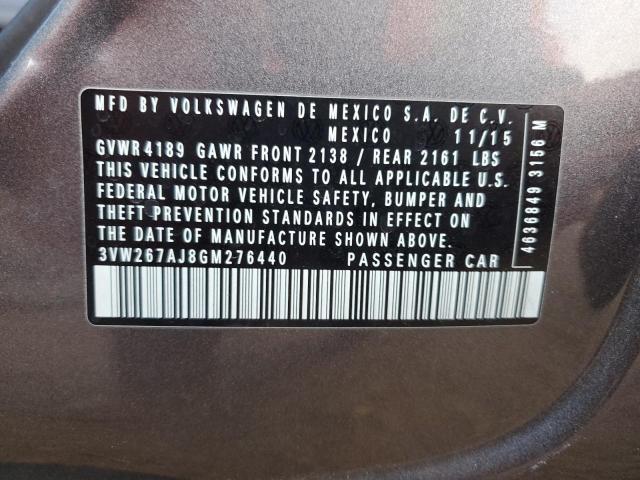 MFD BY VOLKSWAGEN DE MEXICO S.A. DE C.V.
MEXICO 11/15
GVWR 4189 GAWR FRONT 2138 / REAR 2161 LBS
THIS VEHICLE CONFORMS TO ALL APPLICABLE U.S.
FEDERAL MOTOR VEHICLE SAFETY, BUMPER AND
THEFT PREVENTION STANDARDS IN EFFECT ON
THE DATE OF MANUFACTURE SHOWN ABOVE.
3VW267AJ8GM276440 PASSENGER CAR
4636849 3156 M